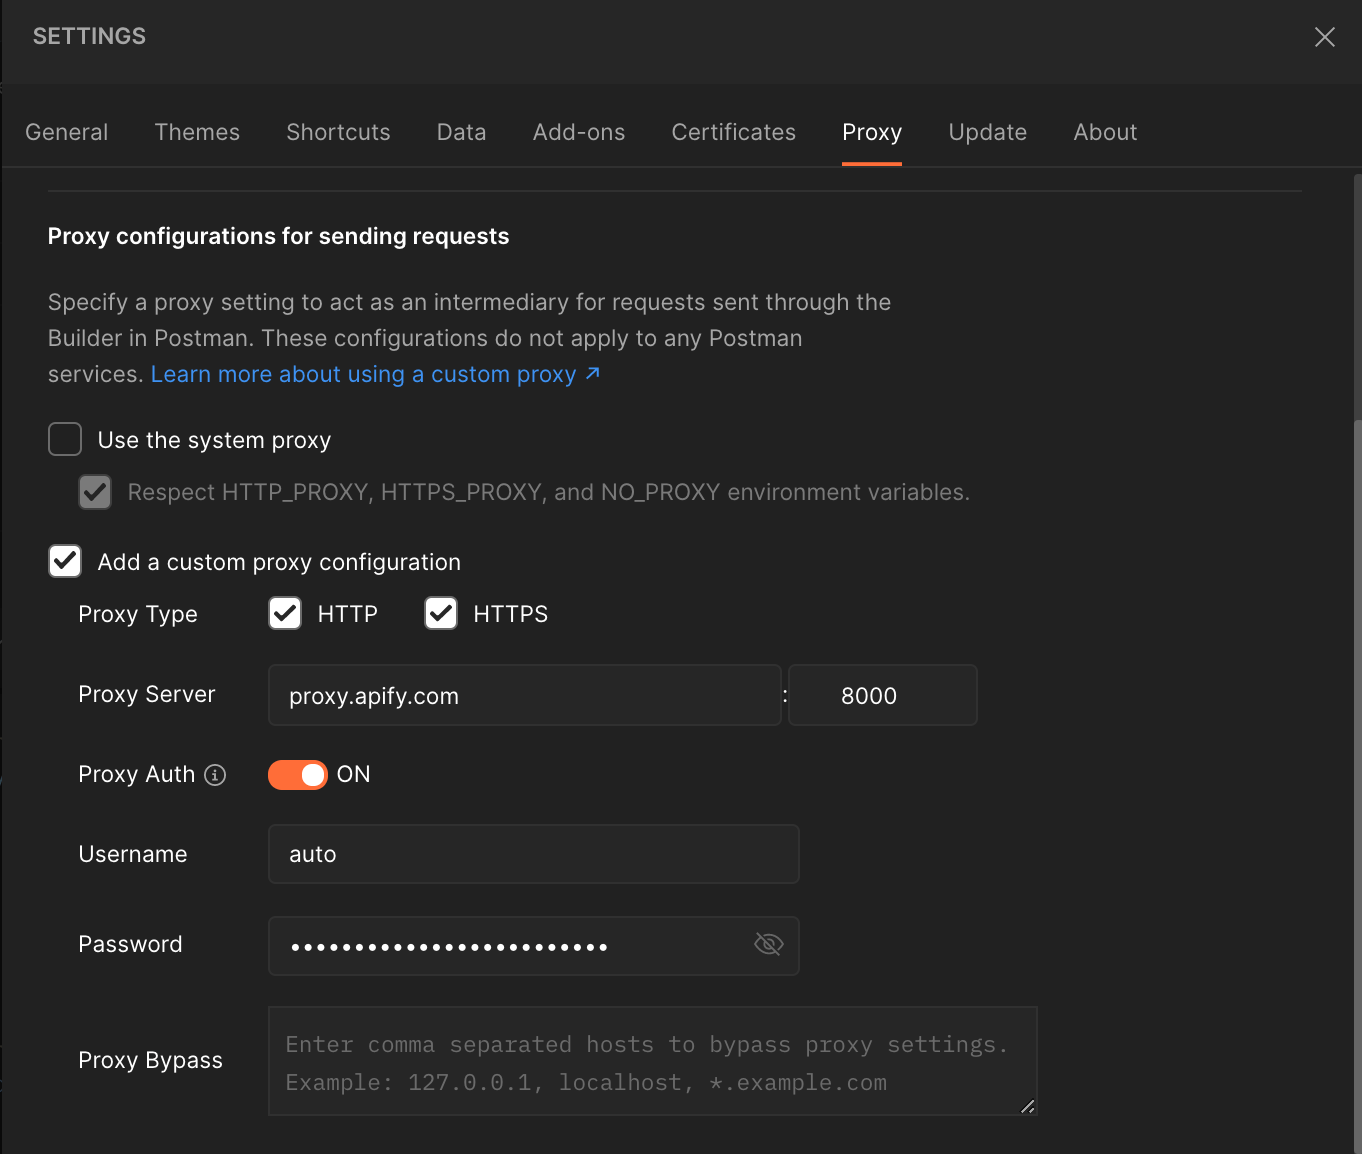 SETTINGS
General Themes Shortcuts Data Add-ons Certificates Proxy Update About
Proxy configurations for sending requests
Specify a proxy setting to act as an intermediary for requests sent through the
Builder in Postman. These configurations do not apply to any Postman
services. Learn more about using a custom proxy ↗
Use the system proxy
Respect HTTP_PROXY, HTTPS_PROXY, and NO_PROXY environment variables.
Add a custom proxy configuration
Proxy Type HTTP HTTPS
Proxy Server proxy.apify.com : 8000
Proxy Auth ON
Username auto
Password •••••••••••••••••••••••••
Proxy Bypass
Enter comma separated hosts to bypass proxy settings.
Example: 127.0.0.1, localhost, *.example.com